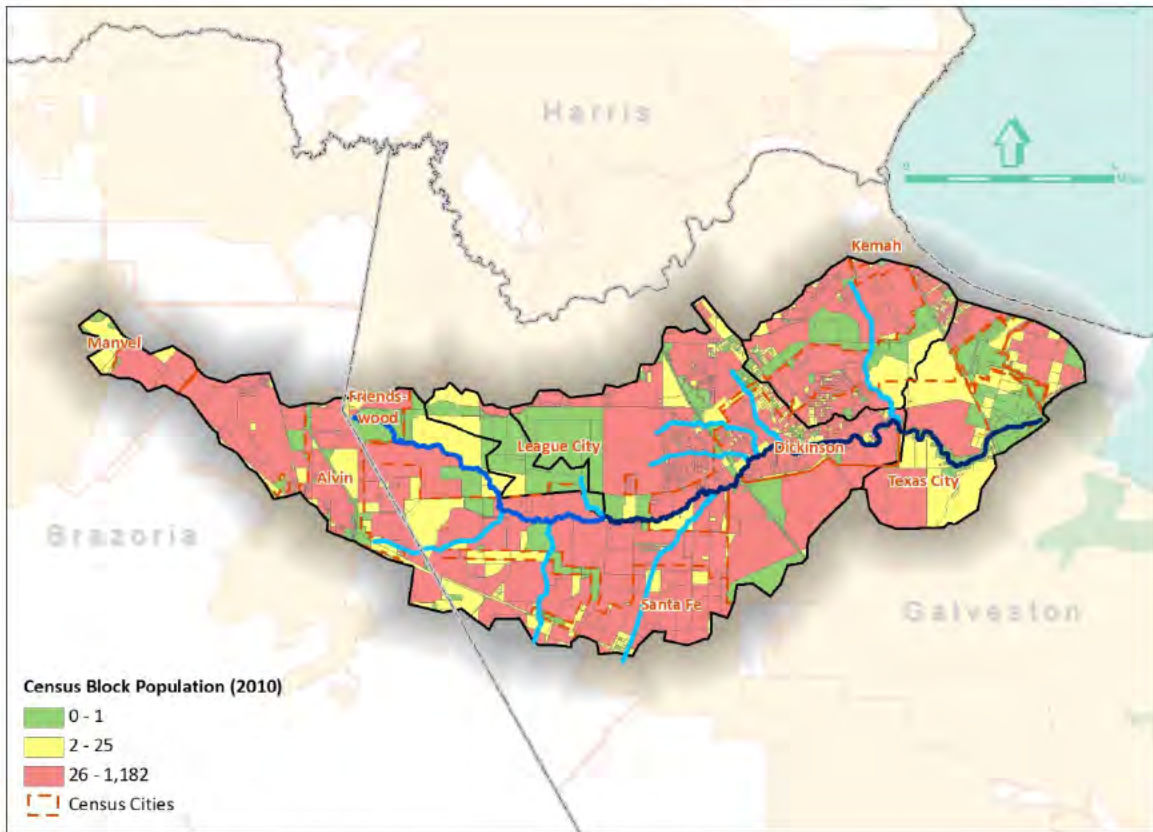 Harris
0
Kemah
Manvel
Friends-
wood
League City
Dickinson
Alvin
Texas City
Brazoria
Santa Fe
Galveston
Census Block Population (2010)
0 - 1
2 - 25
26 - 1,182
Census Cities